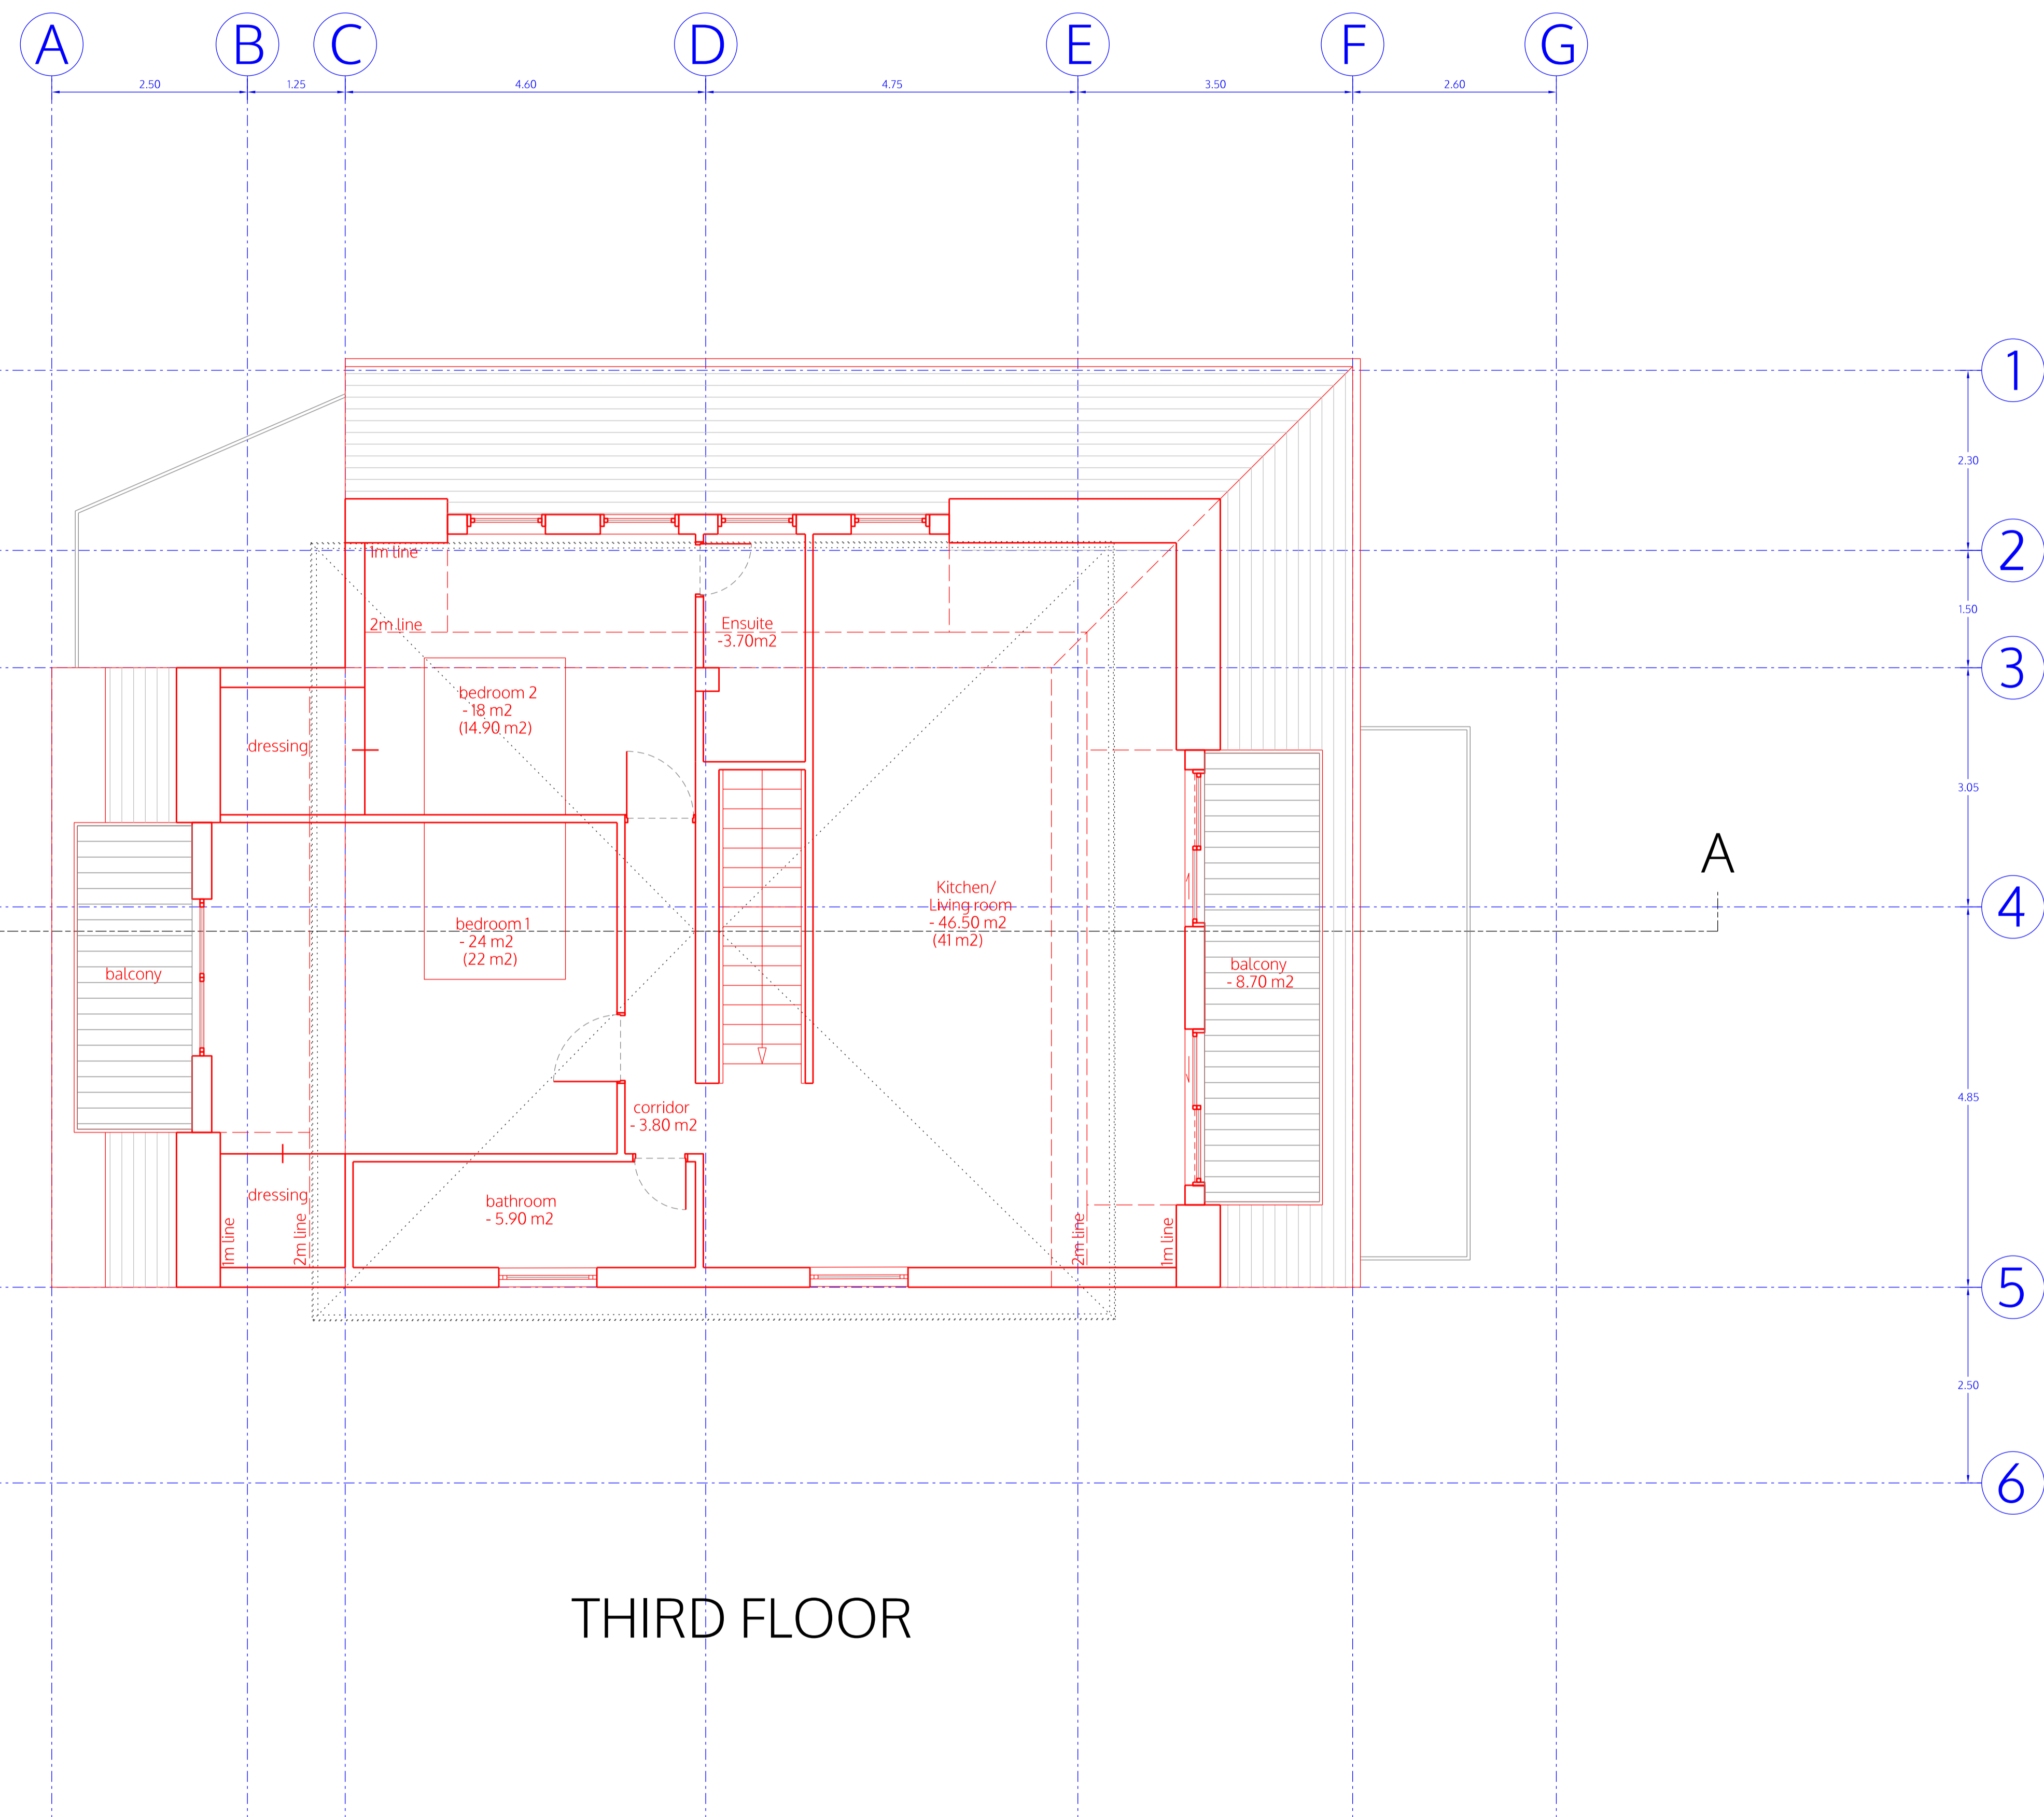 A B C D E F G
2.50 1.25 4.60 4.75 3.50 2.60
1
2.30
2
1m line
1.50
2m line
Ensuite
-3.70m2
3
bedroom 2
- 18 m2
(14.90 m2)
dressing
3.05
A
Kitchen/
Living room
- 46.50 m2
(41 m2)
4
bedroom 1
- 24 m2
(22 m2)
balcony
balcony
- 8.70 m2
corridor
- 3.80 m2
4.85
dressing
bathroom
- 5.90 m2
1m line
2m line
2m line
1m line
5
2.50
6
THIRD FLOOR